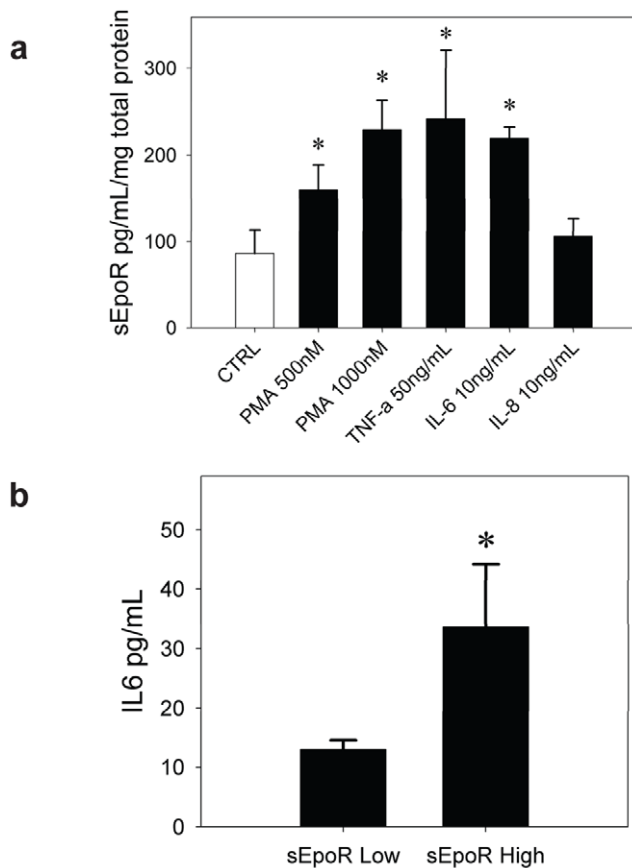 a
sEpoR pg/mL/mg total protein
300
200
100
0
* * * *
CTRL
PMA 500nM
PMA 1000nM
TNF-a 50ng/mL
IL-6 10ng/mL
IL-8 10ng/mL
b
IL6 pg/mL
50
40
30
20
10
0
*
sEpoR Low sEpoR High